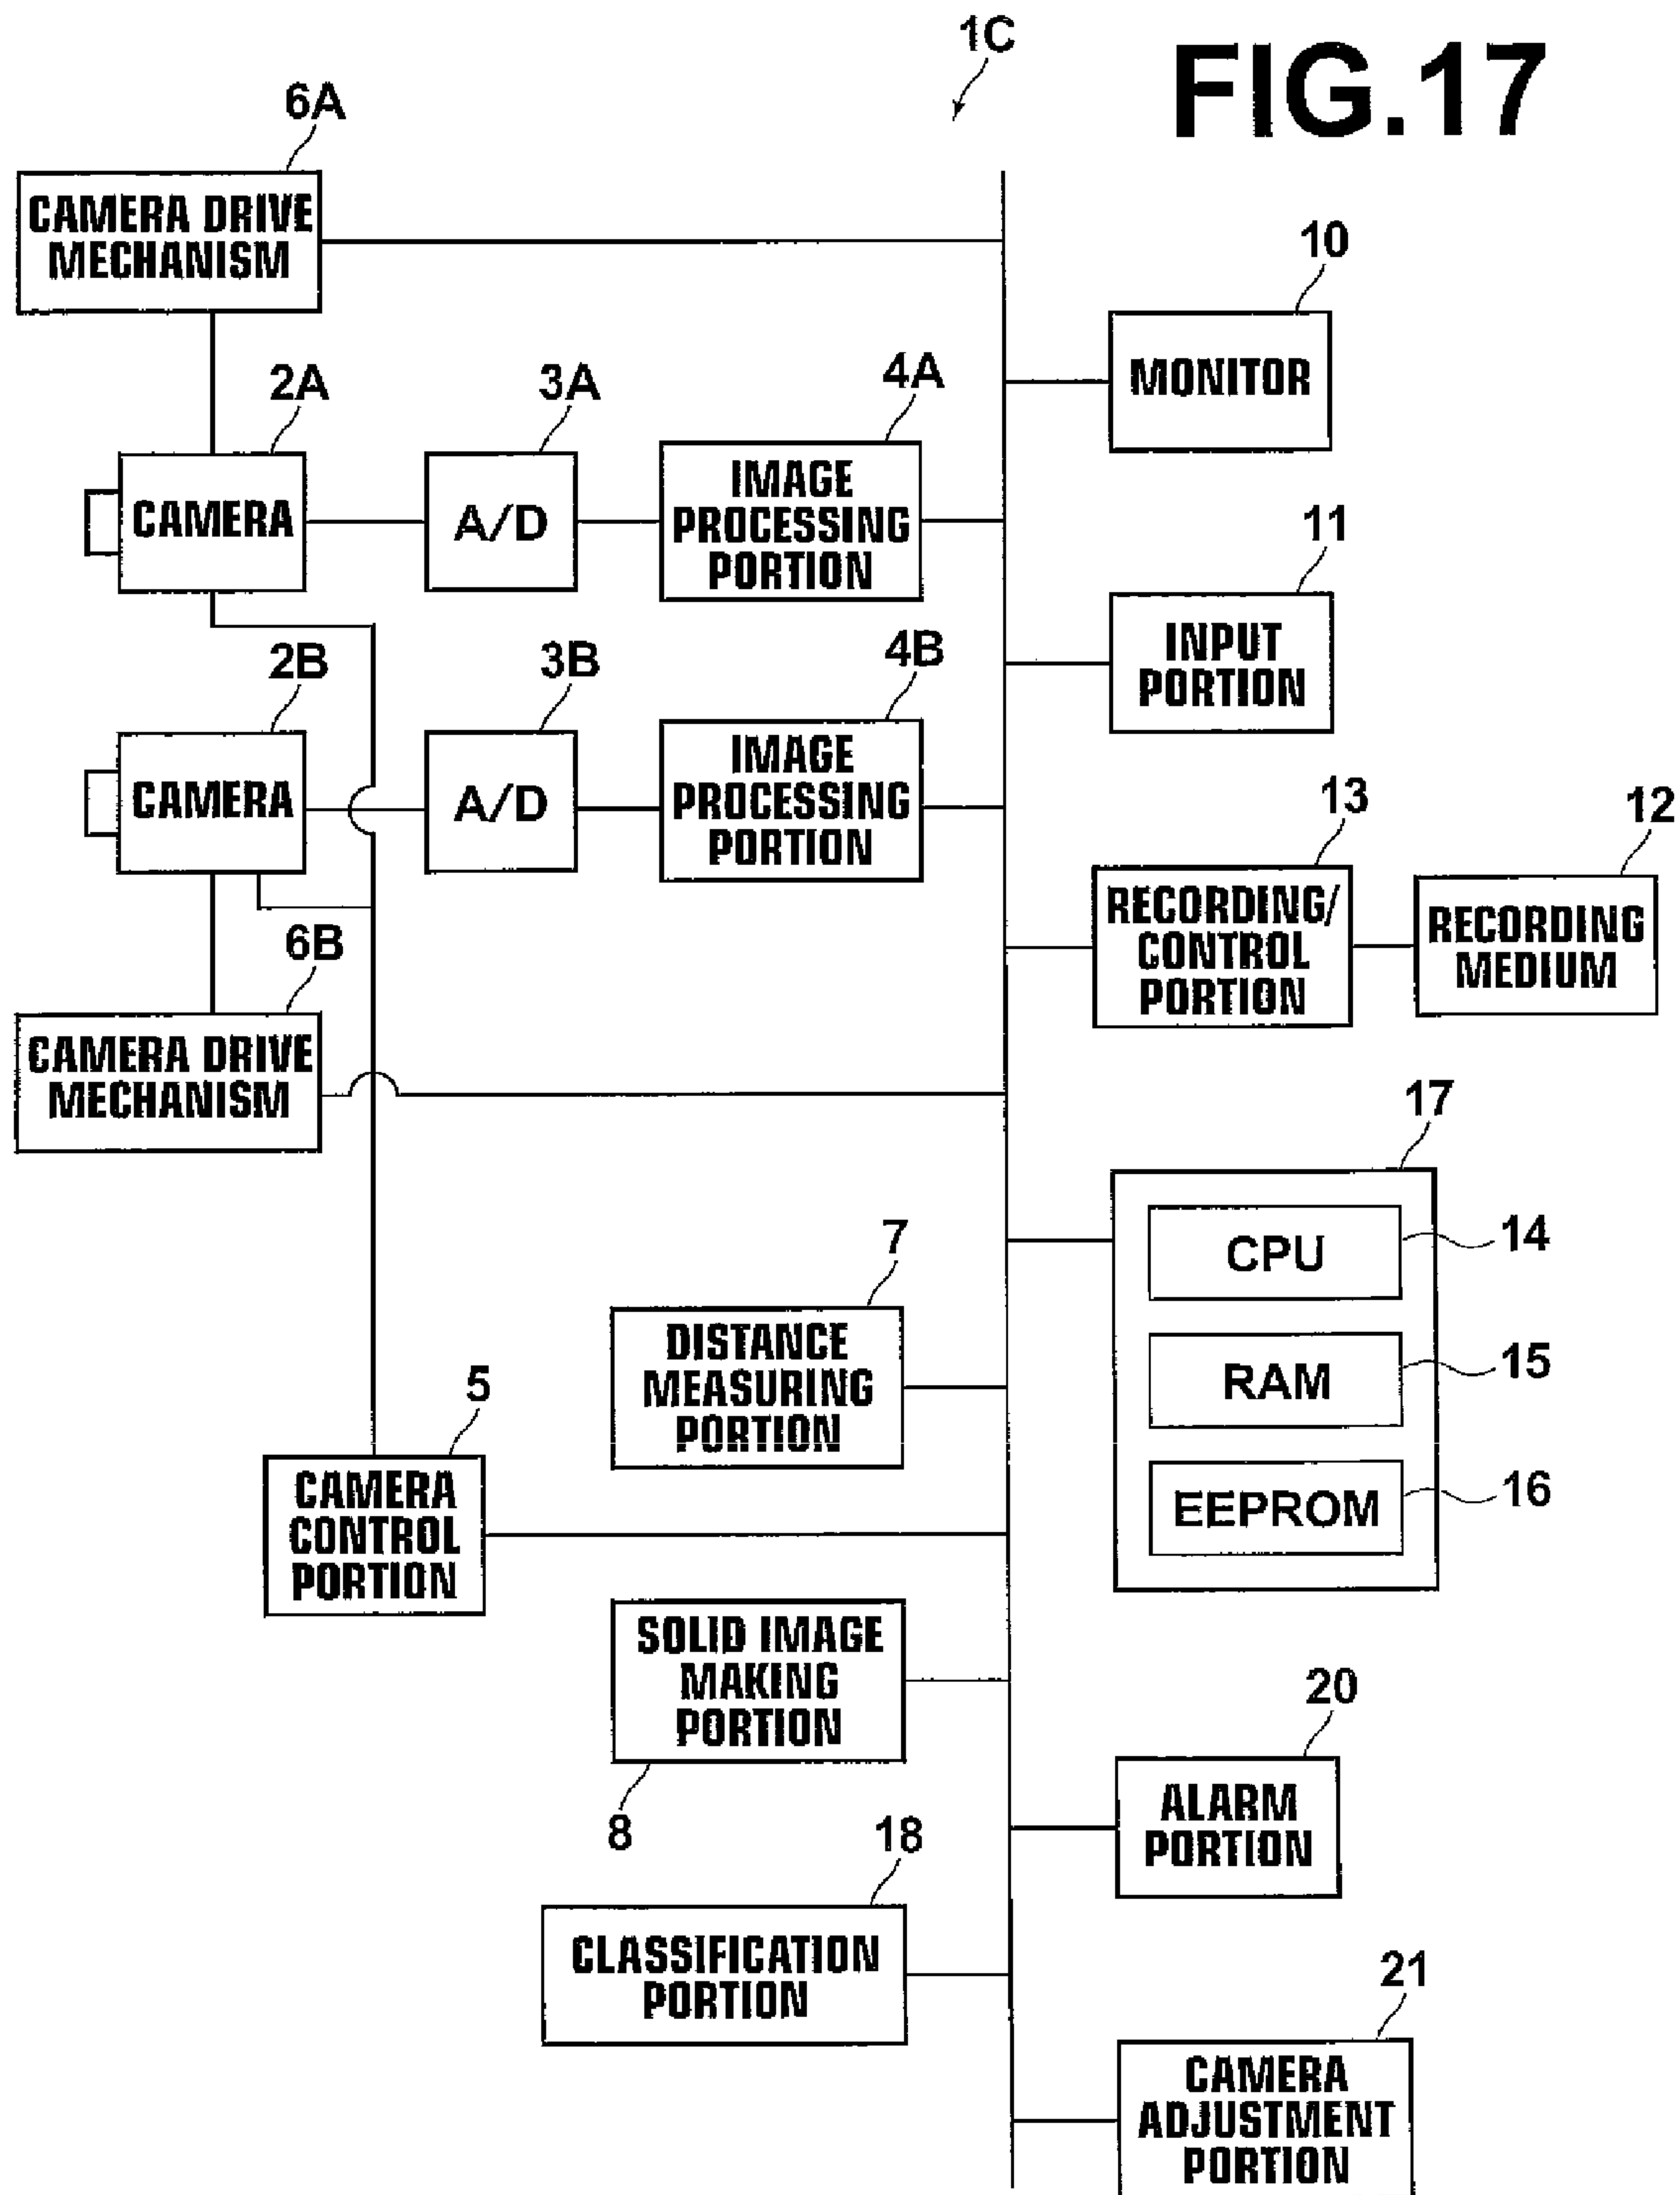 1C
FIG.17
6A
CAMERA DRIVE
MECHANISM
10
MONITOR
2A
CAMERA
3A
A/D
4A
IMAGE
PROCESSING
PORTION
11
INPUT
PORTION
2B
CAMERA
3B
A/D
4B
IMAGE
PROCESSING
PORTION
13
RECORDING/
CONTROL
PORTION
12
RECORDING
MEDIUM
6B
CAMERA DRIVE
MECHANISM
17
CPU
14
RAM
15
EEPROM
16
7
DISTANCE
MEASURING
PORTION
5
CAMERA
CONTROL
PORTION
SOLID IMAGE
MAKING
PORTION
8
20
ALARM
PORTION
18
CLASSIFICATION
PORTION
21
CAMERA
ADJUSTMENT
PORTION